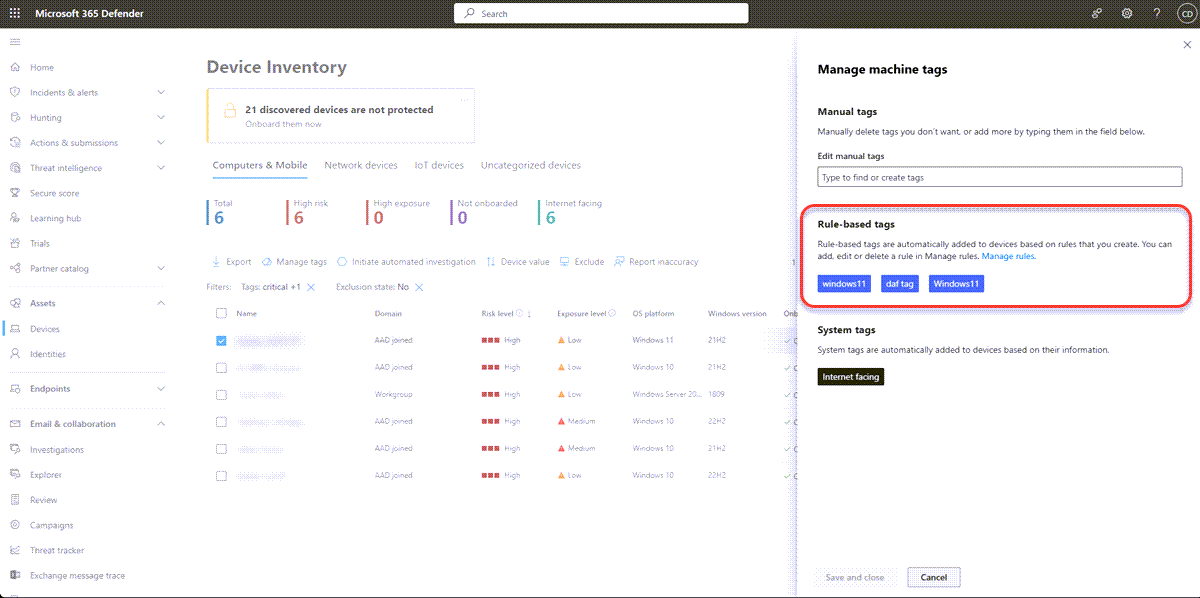 Microsoft 365 Defender
Search
CD
Home
Incidents & alerts
Hunting
Actions & submissions
Threat intelligence
Secure score
Learning hub
Trials
Partner catalog
Assets
Devices
Identities
Endpoints
Email & collaboration
Investigations
Explorer
Review
Campaigns
Threat tracker
Exchange message trace
Device Inventory
21 discovered devices are not protected
Onboard them now
Computers & Mobile Network devices IoT devices Uncategorized devices
Total High risk High exposure Not onboarded Internet facing
6 6 0 0 6
Export Manage tags Initiate automated investigation Device value Exclude Report inaccuracy 1
Filters: Tags: critical +1 Exclusion state: No
Name Domain Risk level Exposure level OS platform Windows version Onb
AAD joined High Low Windows 11 21H2
AAD joined High Low Windows 10 21H2
Workgroup High Low Windows Server 20... 1809
AAD joined High Medium Windows 10 22H2
AAD joined High Medium Windows 10 21H2
AAD joined High Low Windows 10 22H2
Manage machine tags
Manual tags
Manually delete tags you don't want, or add more by typing them in the field below.
Edit manual tags
Type to find or create tags
Rule-based tags
Rule-based tags are automatically added to devices based on rules that you create. You can
add, edit or delete a rule in Manage rules. Manage rules.
windows11 daf tag Windows11
System tags
System tags are automatically added to devices based on their information.
Internet facing
Save and close Cancel